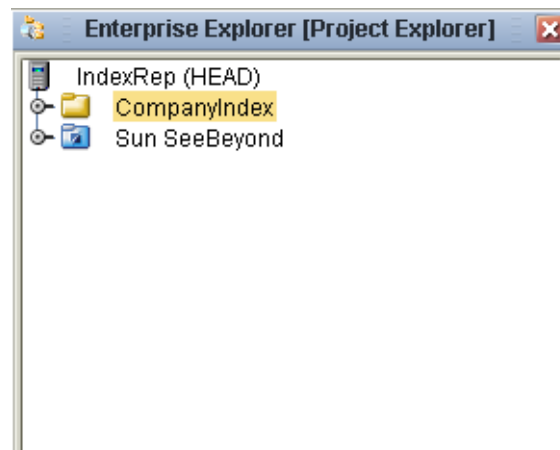 Enterprise Explorer [Project Explorer]
IndexRep (HEAD)
CompanyIndex
Sun SeeBeyond